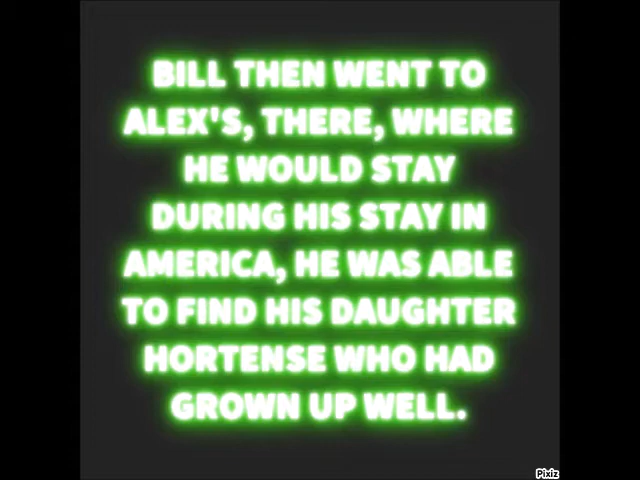 BILL THEN WENT TO
ALEX'S, THERE, WHERE
HE WOULD STAY
DURING HIS STAY IN
AMERICA, HE WAS ABLE
TO FIND HIS DAUGHTER
HORTENSE WHO HAD
GROWN UP WELL.
Pixiz